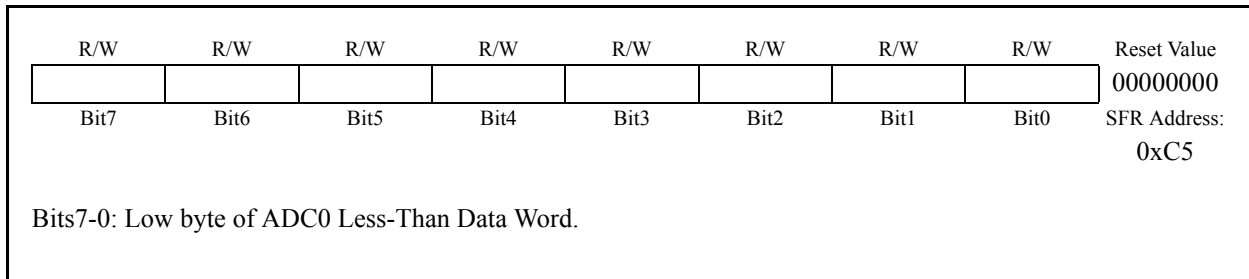 R/W R/W R/W R/W R/W R/W R/W R/W Reset Value
00000000
Bit7 Bit6 Bit5 Bit4 Bit3 Bit2 Bit1 Bit0 SFR Address:
0xC5
Bits7-0: Low byte of ADC0 Less-Than Data Word.